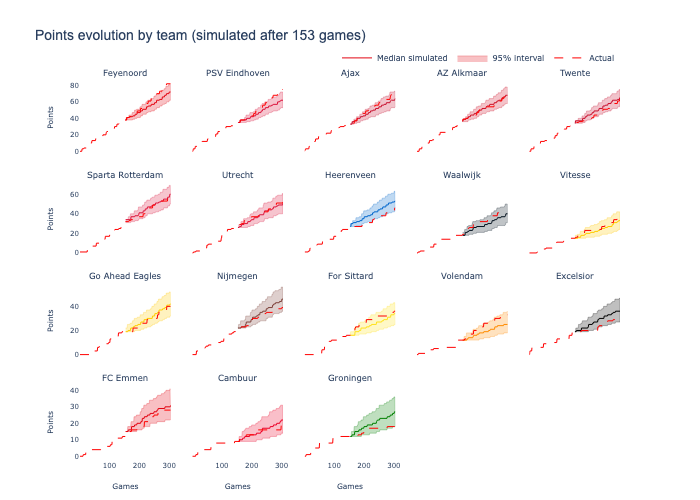 Points evolution by team (simulated after 153 games)
Median simulated 95% interval Actual
Feyenoord PSV Eindhoven Ajax AZ Alkmaar Twente
80
60
40
20
0
Points
Sparta Rotterdam Utrecht Heerenveen Waalwijk Vitesse
60
40
20
0
Points
Go Ahead Eagles Nijmegen For Sittard Volendam Excelsior
40
20
0
Points
FC Emmen Cambuur Groningen
40
30
20
10
0
Points
100 200 300 100 200 300 100 200 300
Games Games Games